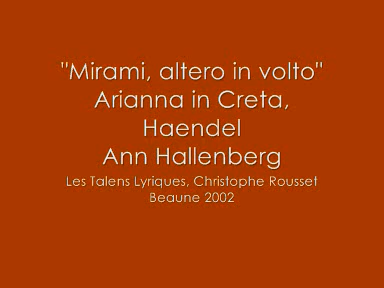 "Mirami, altero in volto"
Arianna in Creta,
Haendel
Ann Hallenberg
Les Talens Lyriques, Christophe Rousset
Beaune 2002